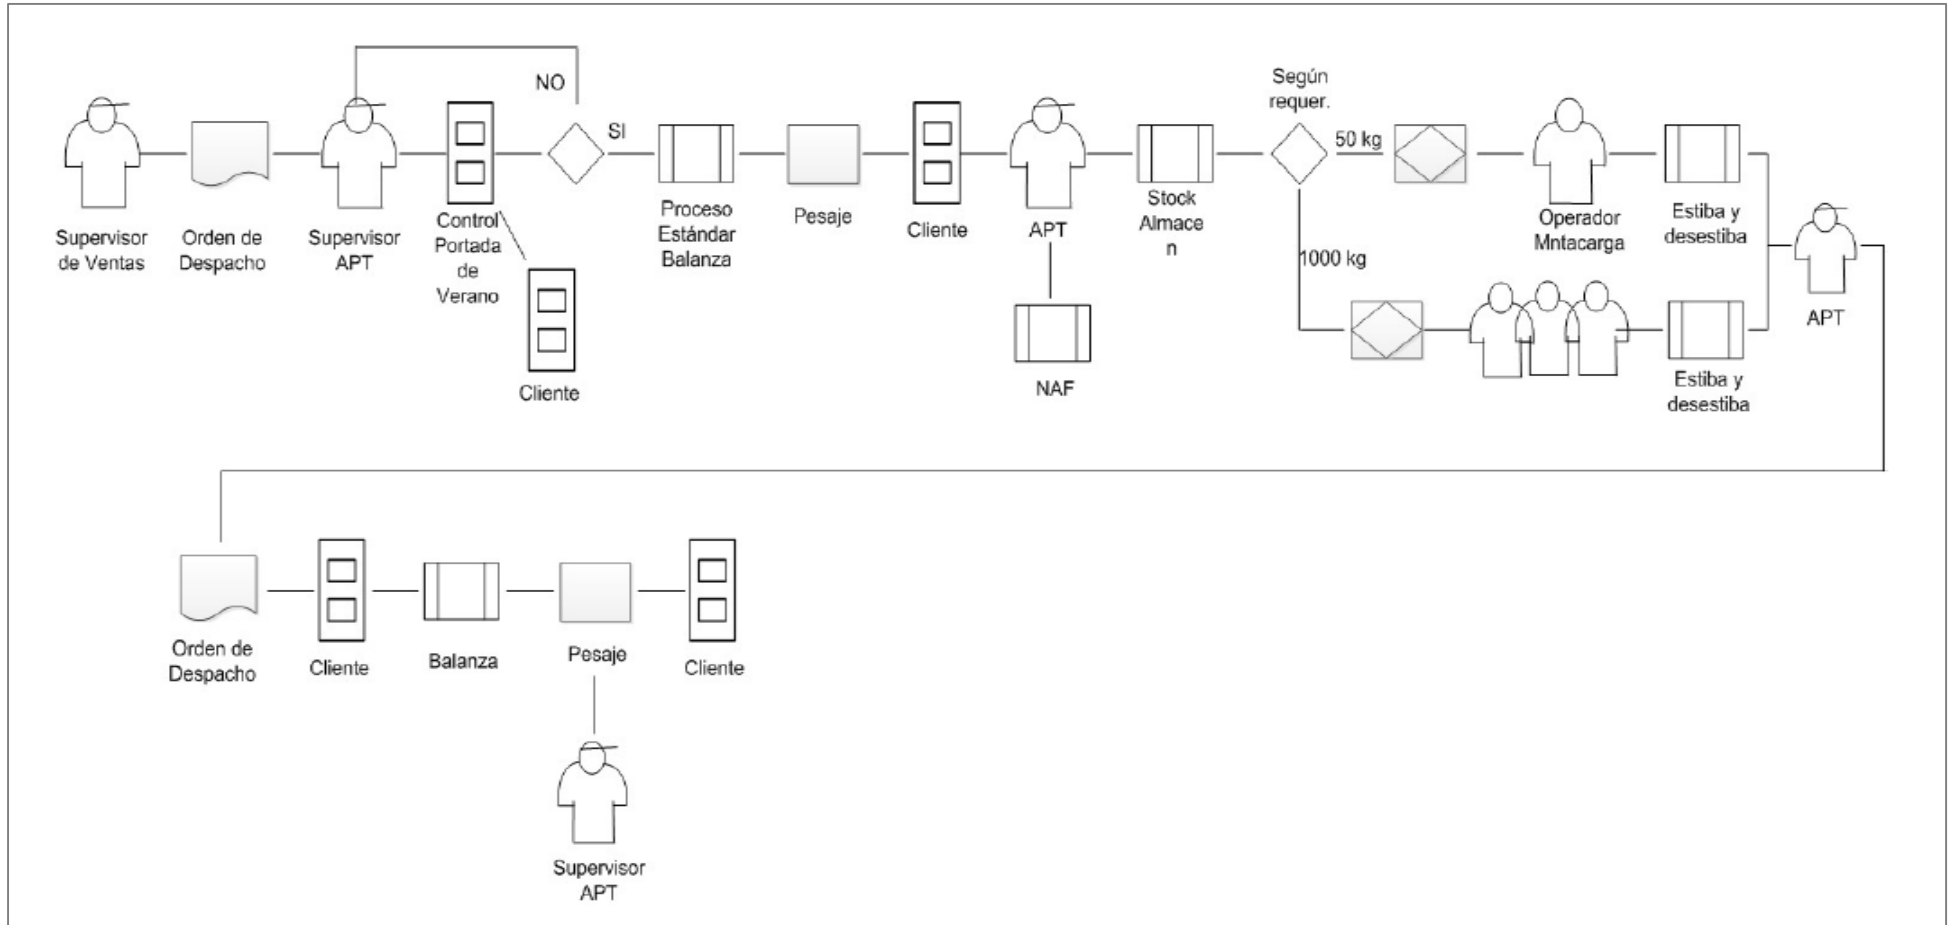 NO
SI
Según
requer.
50 kg
1000 kg
Supervisor
de Ventas
Orden de
Despacho
Supervisor
APT
Control
Portada
de
Verano
Cliente
Proceso
Estándar
Balanza
Pesaje
Cliente
APT
NAF
Stock
Almace
n
Operador
Mntacarga
Estiba y
desestiba
Estiba y
desestiba
APT
Orden de
Despacho
Cliente
Balanza
Pesaje
Cliente
Supervisor
APT